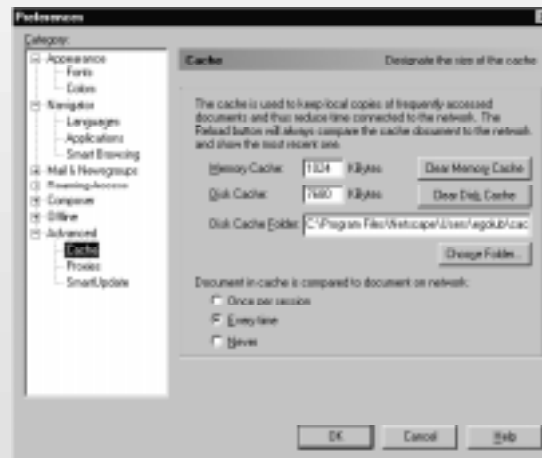 Preferences
Category:
Appearance
Fonts
Colors
Navigator
Languages
Applications
Smart Browsing
Mail & Newsgroups
Roaming Access
Composer
Offline
Advanced
Cache
Proxies
SmartUpdate
Cache
Designate the size of the cache
The cache is used to keep local copies of frequently accessed
documents and thus reduce time connected to the network. The
Reload button will always compare the cache document to the network
and show the most recent one.
Memory Cache: 1024 KBytes Clear Memory Cache
Disk Cache: 7680 KBytes Clear Disk Cache
Disk Cache Folder: C:\Program Files\Netscape\Users\egolub\cac
Change Folder...
Document in cache is compared to document on network:
Once per session
Every time
Never
OK
Cancel
Help